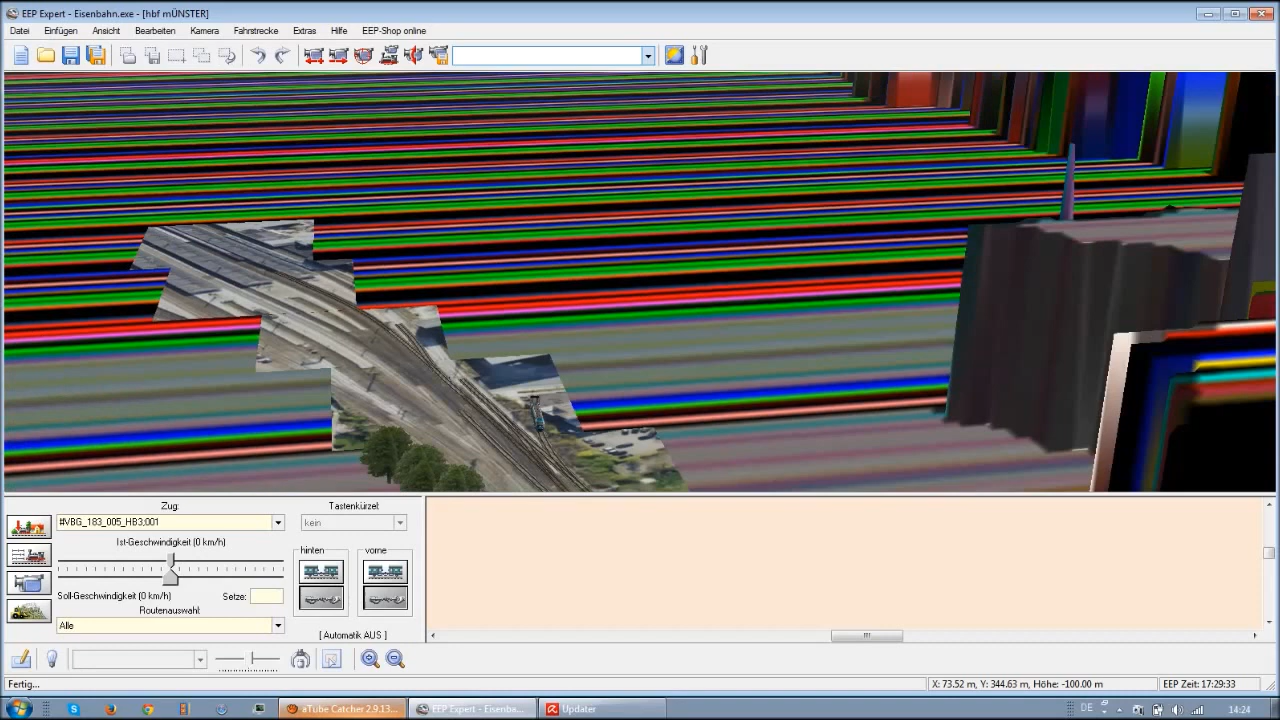 EEP Expert - Eisenbahn.exe - [hbf mÜNSTER]
Datei Einfügen Ansicht Bearbeiten Kamera Fahrstrecke Extras Hilfe EEP-Shop online
Zug:
#VBG_183_005_HB3;001
Ist-Geschwindigkeit (0 km/h)
Soll-Geschwindigkeit (0 km/h) Setze:
Routenauswahl:
Alle
Tastenkürzel:
kein
hinten vorne
[ Automatik AUS ]
Fertig... X: 73.52 m, Y: 344.63 m, Höhe: -100.00 m EEP Zeit: 17:29:33
aTube Catcher 2.9.13... EEP Expert - Eisenba... Updater DE 14:24